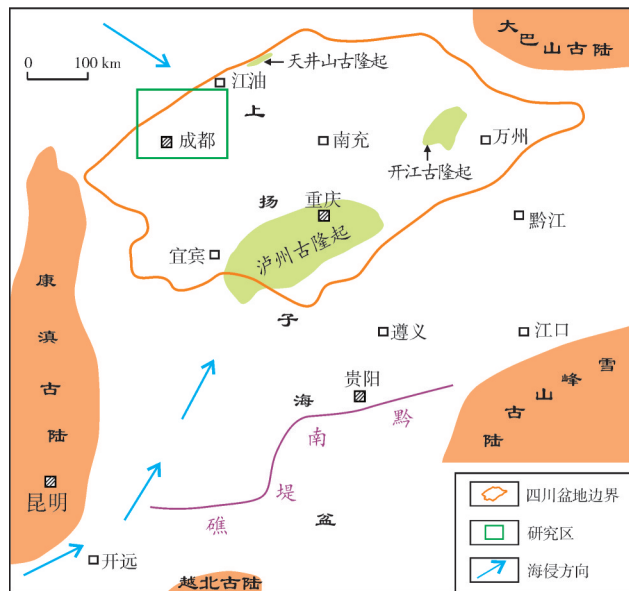 0 100 km
大巴山古陆
天井山古隆起
江油
上
成都
南充
万州
开江古隆起
扬
重庆
黔江
泸州古隆起
宜宾
康滇古陆
子
遵义
江口
雪峰山古陆
贵阳
海
黔南堤礁
昆明
盆
开远
越北古陆
四川盆地边界
研究区
海侵方向